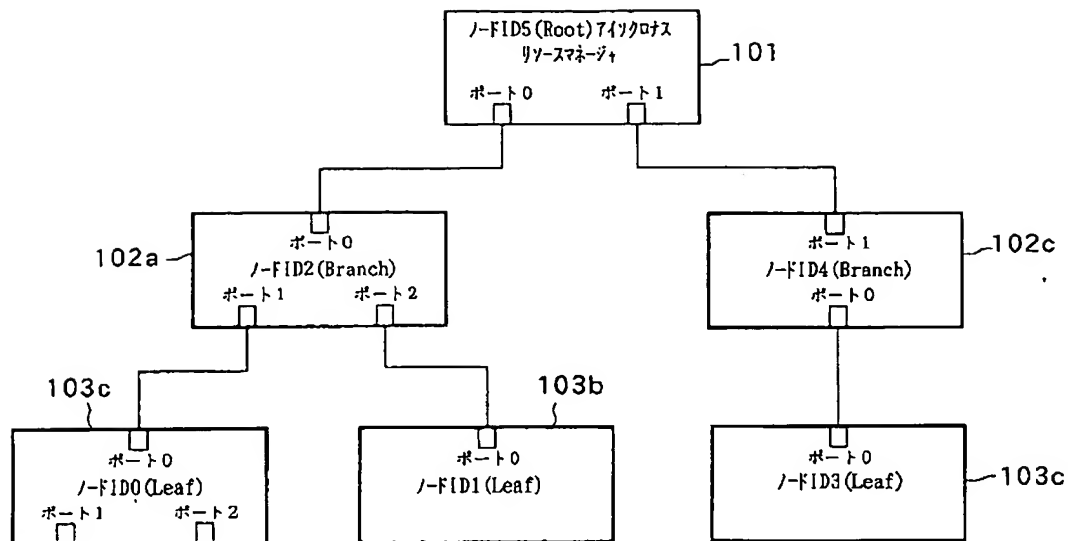 ノードID5(Root)アイソクロナス
リソースマネージャ
ポート0 ポート1
101
ポート0
ノードID2(Branch)
ポート1 ポート2
102a
ポート1
ノードID4(Branch)
ポート0
102c
103c
ポート0
ノードID0(Leaf)
ポート1 ポート2
103b
ポート0
ノードID1(Leaf)
ポート0
ノードID3(Leaf)
103c